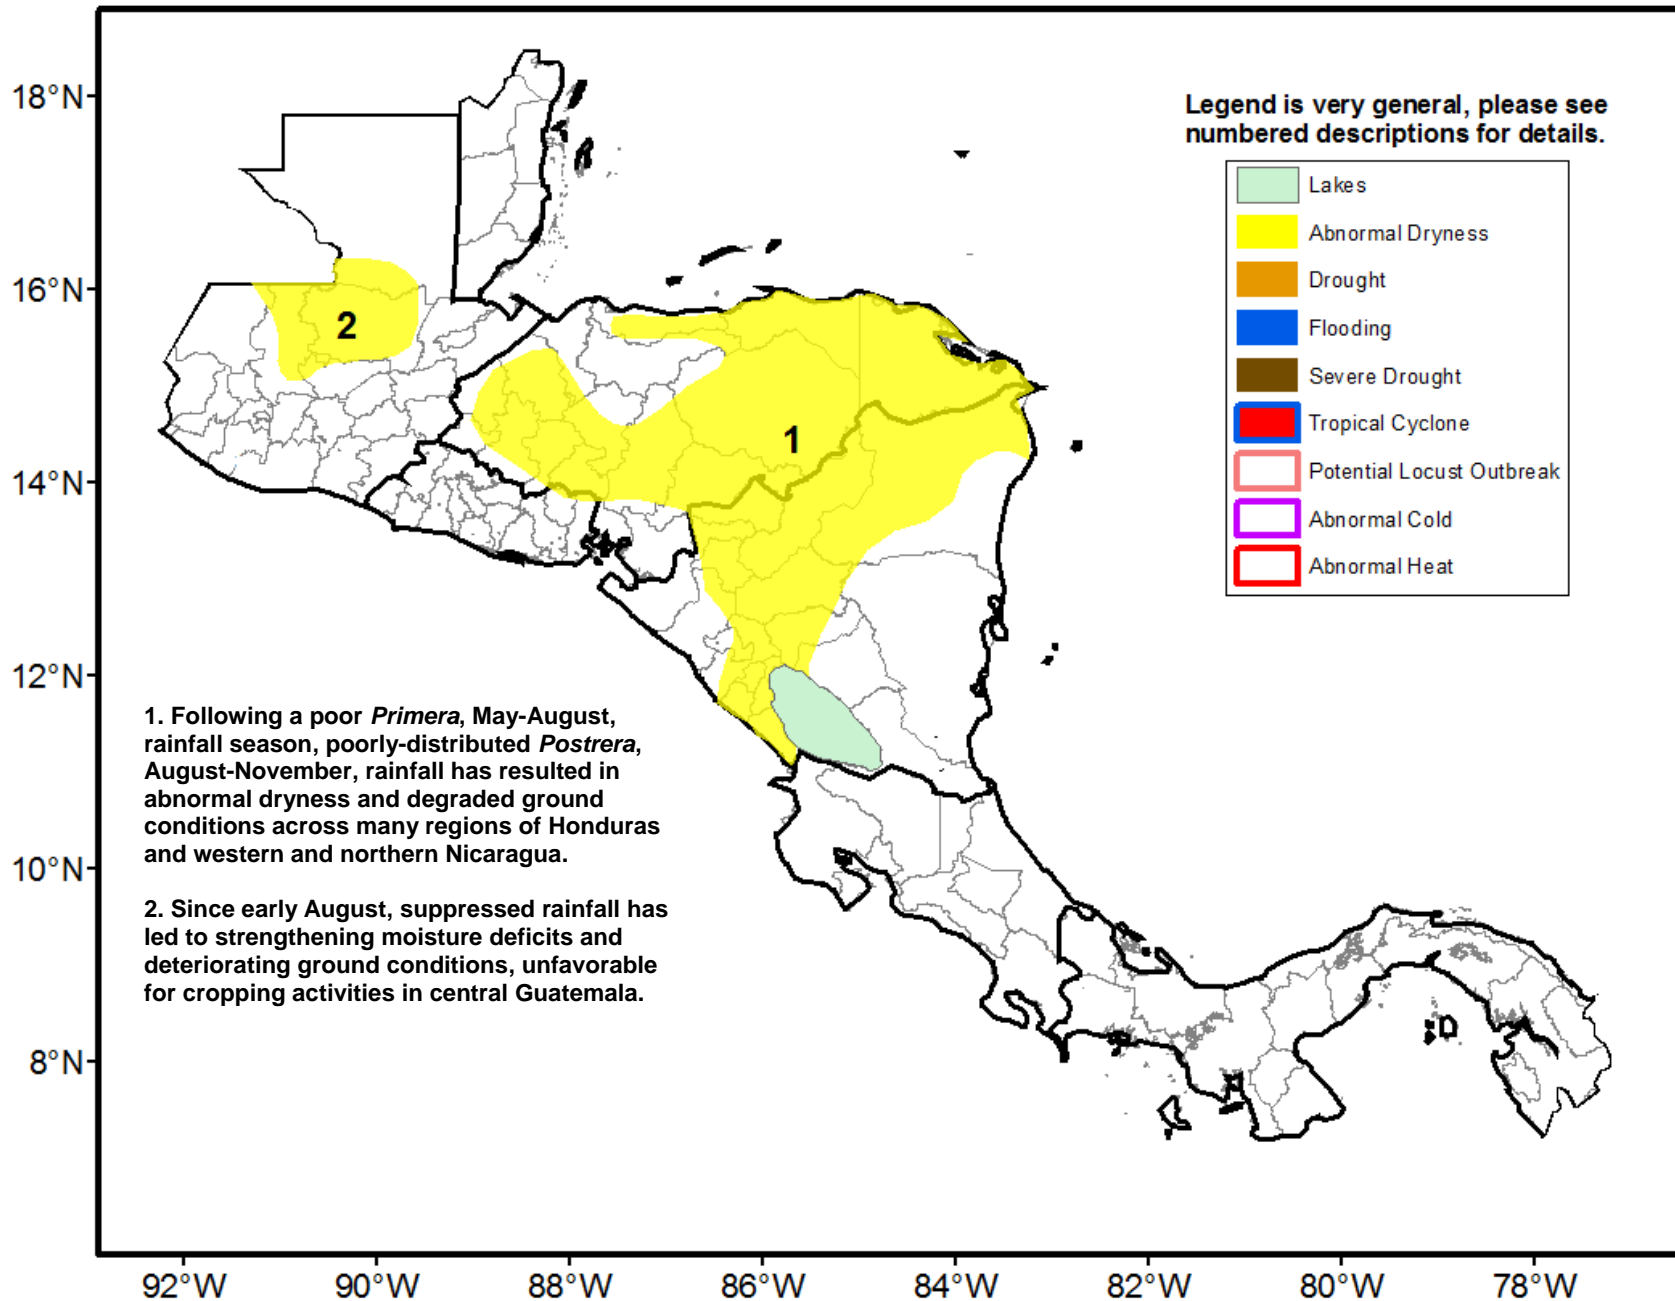 Legend is very general, please see
numbered descriptions for details.
Lakes
Abnormal Dryness
Drought
Flooding
Severe Drought
Tropical Cyclone
Potential Locust Outbreak
Abnormal Cold
Abnormal Heat
18°N
16°N
14°N
12°N
10°N
8°N
2
1
1. Following a poor Primera, May-August,
rainfall season, poorly-distributed Postrera,
August-November, rainfall has resulted in
abnormal dryness and degraded ground
conditions across many regions of Honduras
and western and northern Nicaragua.
2. Since early August, suppressed rainfall has
led to strengthening moisture deficits and
deteriorating ground conditions, unfavorable
for cropping activities in central Guatemala.
92°W 90°W 88°W 86°W 84°W 82°W 80°W 78°W